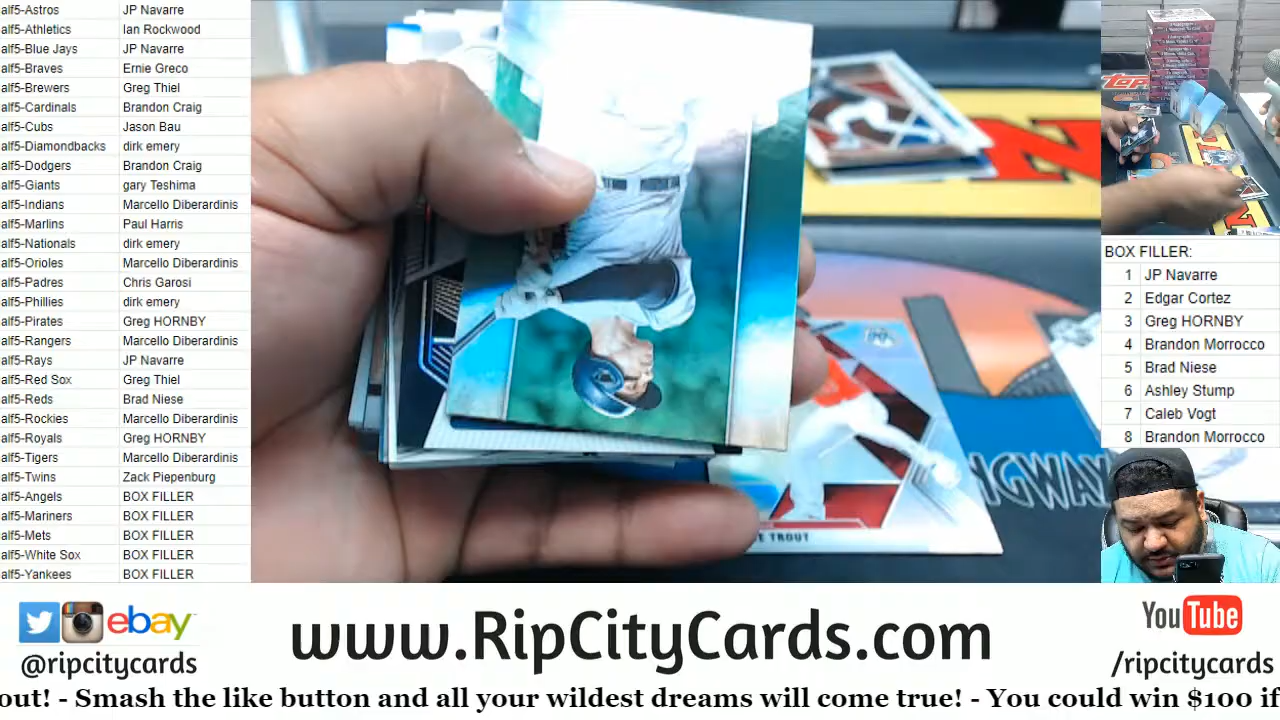 alf5-Astros JP Navarre
alf5-Athletics Ian Rockwood
alf5-Blue Jays JP Navarre
alf5-Braves Ernie Greco
alf5-Brewers Greg Thiel
alf5-Cardinals Brandon Craig
alf5-Cubs Jason Bau
alf5-Diamondbacks dirk emery
alf5-Dodgers Brandon Craig
alf5-Giants gary Teshima
alf5-Indians Marcello Diberardinis
alf5-Marlins Paul Harris
alf5-Nationals dirk emery
alf5-Orioles Marcello Diberardinis
alf5-Padres Chris Garosi
alf5-Phillies dirk emery
alf5-Pirates Greg HORNBY
alf5-Rangers Marcello Diberardinis
alf5-Rays JP Navarre
alf5-Red Sox Greg Thiel
alf5-Reds Brad Niese
alf5-Rockies Marcello Diberardinis
alf5-Royals Greg HORNBY
alf5-Tigers Marcello Diberardinis
alf5-Twins Zack Piepenburg
alf5-Angels BOX FILLER
alf5-Mariners BOX FILLER
alf5-Mets BOX FILLER
alf5-White Sox BOX FILLER
alf5-Yankees BOX FILLER
N
NGWAY
E TROUT
TOPPS
BOX FILLER:
1 JP Navarre
2 Edgar Cortez
3 Greg HORNBY
4 Brandon Morrocco
5 Brad Niese
6 Ashley Stump
7 Caleb Vogt
8 Brandon Morrocco
ebay
@ripcitycards
www.RipCityCards.com
YouTube
/ripcitycards
out! - Smash the like button and all your wildest dreams will come true! - You could win $100 if